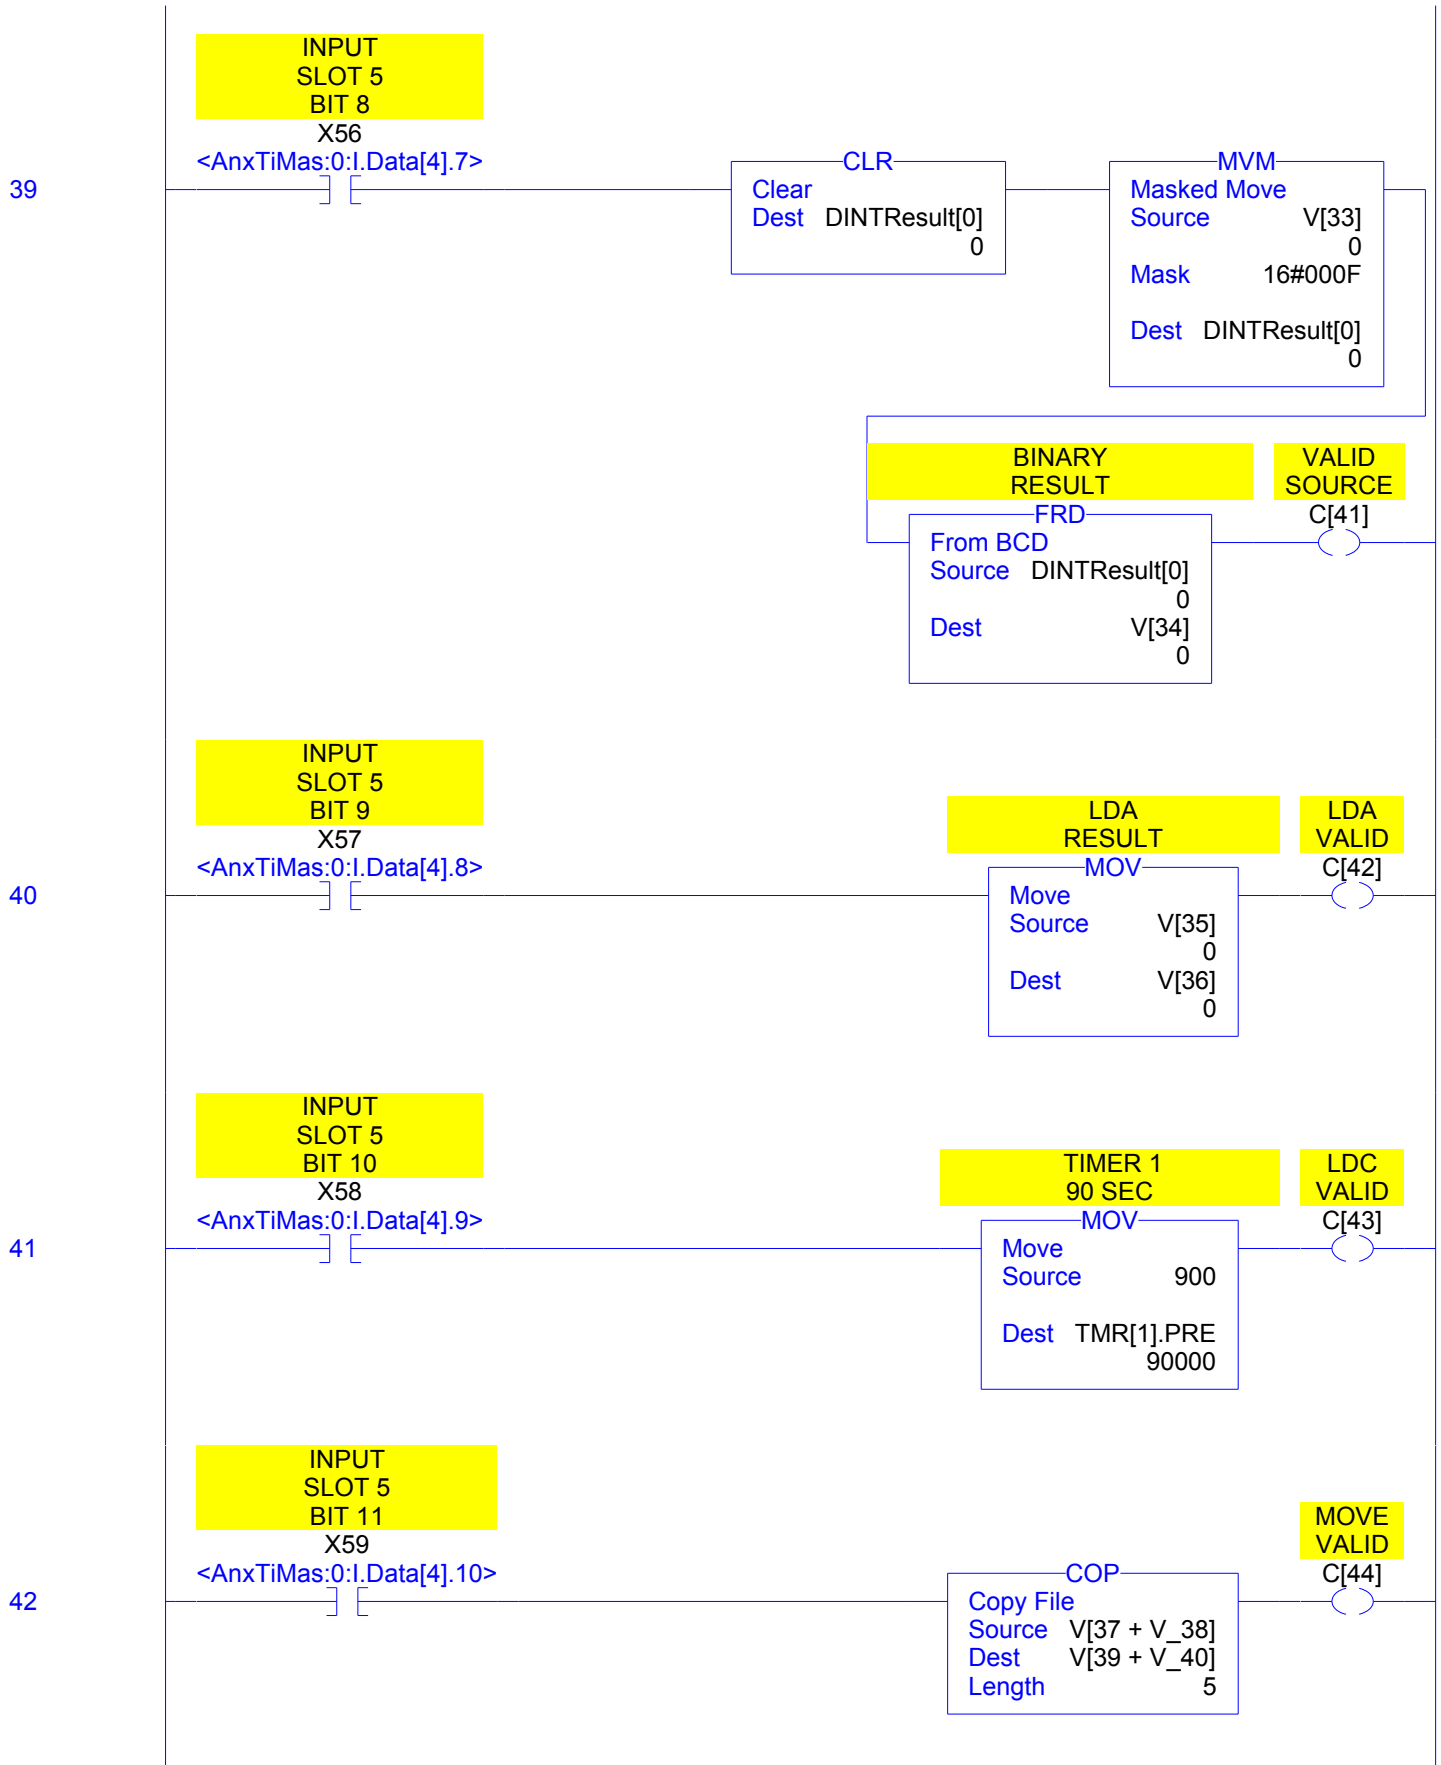 INPUT
SLOT 5
BIT 8
X56
<AnxTiMas:0:I.Data[4].7>
39
CLR
Clear
Dest DINTResult[0]
0
MVM
Masked Move
Source V[33]
0
Mask 16#000F
Dest DINTResult[0]
0
BINARY
RESULT
FRD
From BCD
Source DINTResult[0]
0
Dest V[34]
0
VALID
SOURCE
C[41]
INPUT
SLOT 5
BIT 9
X57
<AnxTiMas:0:I.Data[4].8>
40
LDA
RESULT
MOV
Move
Source V[35]
0
Dest V[36]
0
LDA
VALID
C[42]
INPUT
SLOT 5
BIT 10
X58
<AnxTiMas:0:I.Data[4].9>
41
TIMER 1
90 SEC
MOV
Move
Source 900
Dest TMR[1].PRE
90000
LDC
VALID
C[43]
INPUT
SLOT 5
BIT 11
X59
<AnxTiMas:0:I.Data[4].10>
42
COP
Copy File
Source V[37 + V_38]
Dest V[39 + V_40]
Length 5
MOVE
VALID
C[44]